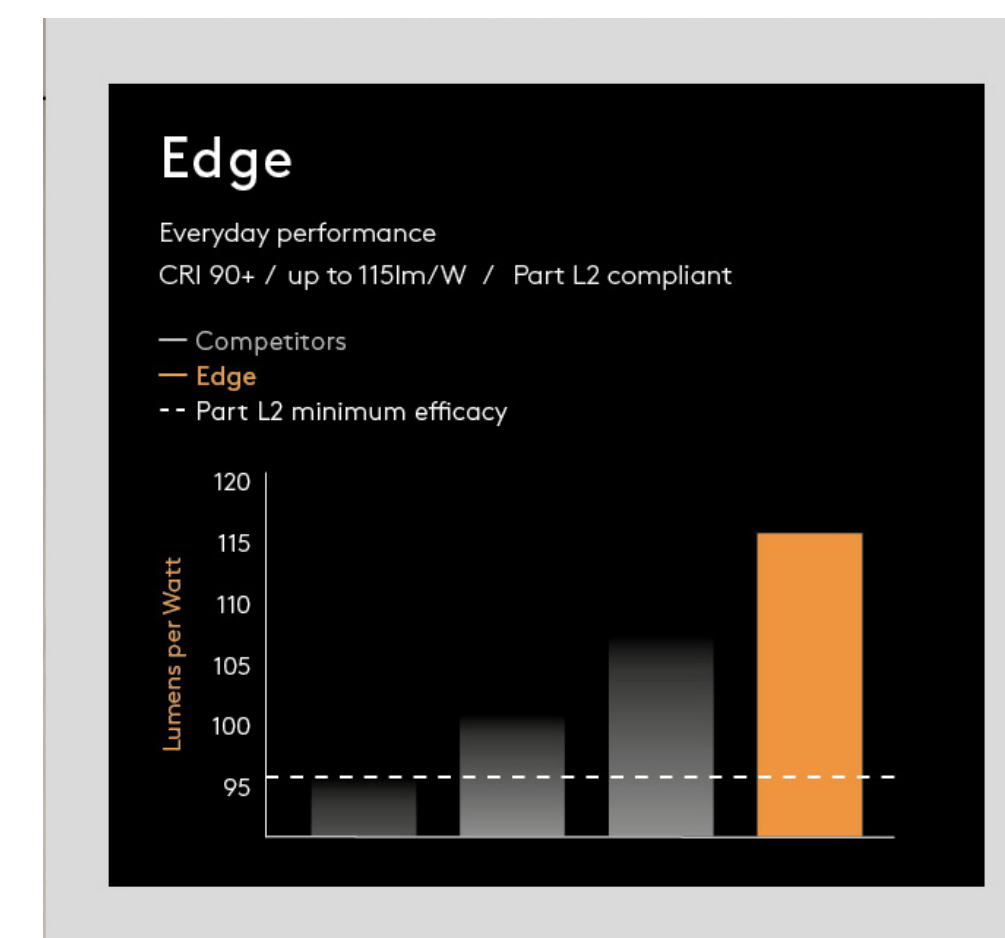 Edge
Everyday performance
CRI 90+ / up to 115lm/W / Part L2 compliant
Competitors
Edge
Part L2 minimum efficacy
120
115
110
105
100
95
Lumens per Watt